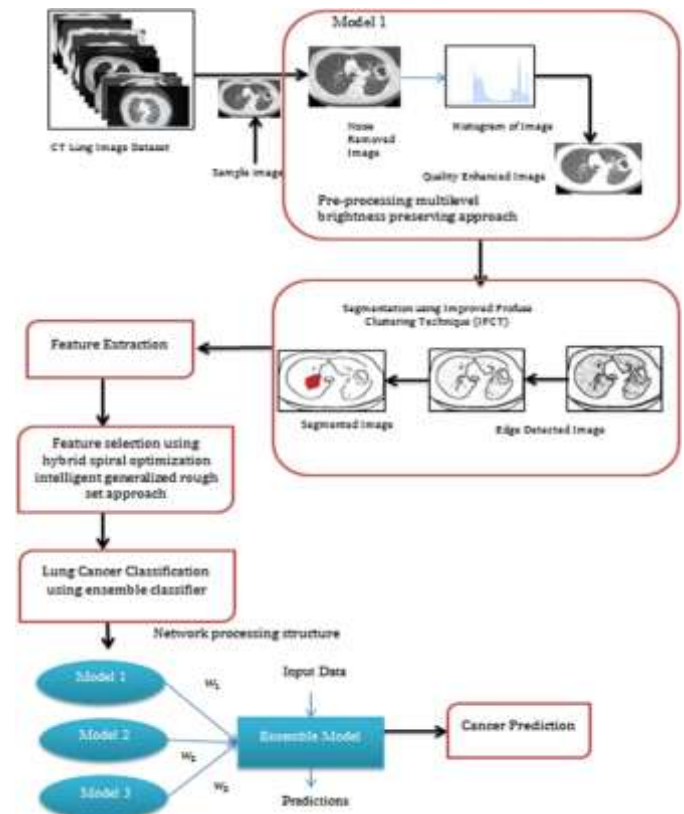 Model 1
CT Lung Image Dataset
Sample image
Noise
Removed
Image
Histogram of Image
Quality Enhanced Image
Pre-processing multilevel
brightness preserving approach
Segmentation using Improved Profuse
Clustering Technique (IPCT)
Segmented Image
Edge Detected Image
Feature Extraction
Feature selection using
hybrid spiral optimization
intelligent generalized rough
set approach
Lung Cancer Classification
using ensemble classifier
Network processing structure
Model 1
Model 2
Model 3
W₁
W₂
Input Data
Ensemble Model
Predictions
Cancer Prediction